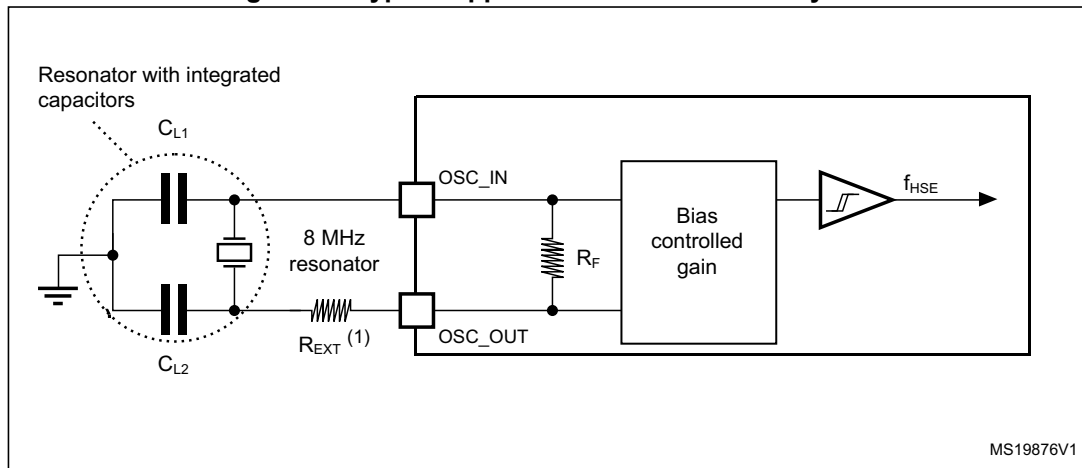 Resonator with integrated
capacitors
CL1
OSC_IN
fHSE
8 MHz
resonator
RF
Bias
controlled
gain
REXT (1)
OSC_OUT
CL2
MS19876V1